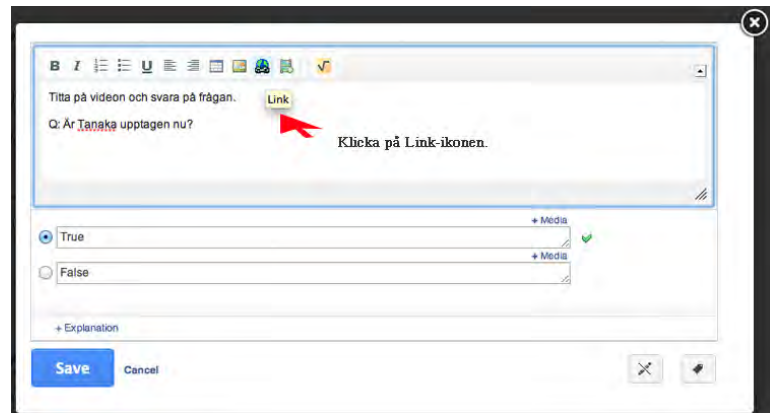 B I U
Titta på videon och svara på frågan.
Link
Q: Är Tanaka upptagen nu?
Klicka på Link-ikonen.
+ Media
True
+ Media
False
+ Explanation
Save Cancel